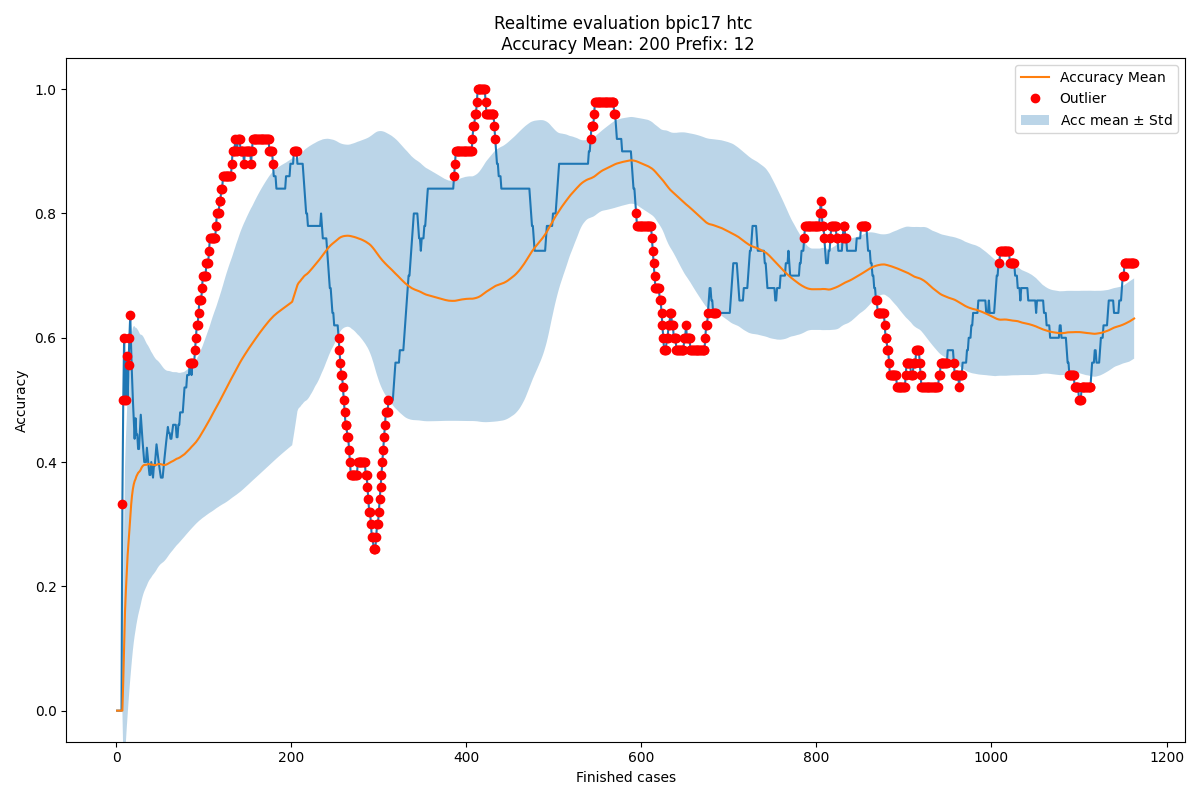 Realtime evaluation bpic17 htc
Accuracy Mean: 200 Prefix: 12
Accuracy Mean
Outlier
Acc mean ± Std
1.0
0.8
0.6
0.4
0.2
0.0
Accuracy
0 200 400 600 800 1000 1200
Finished cases